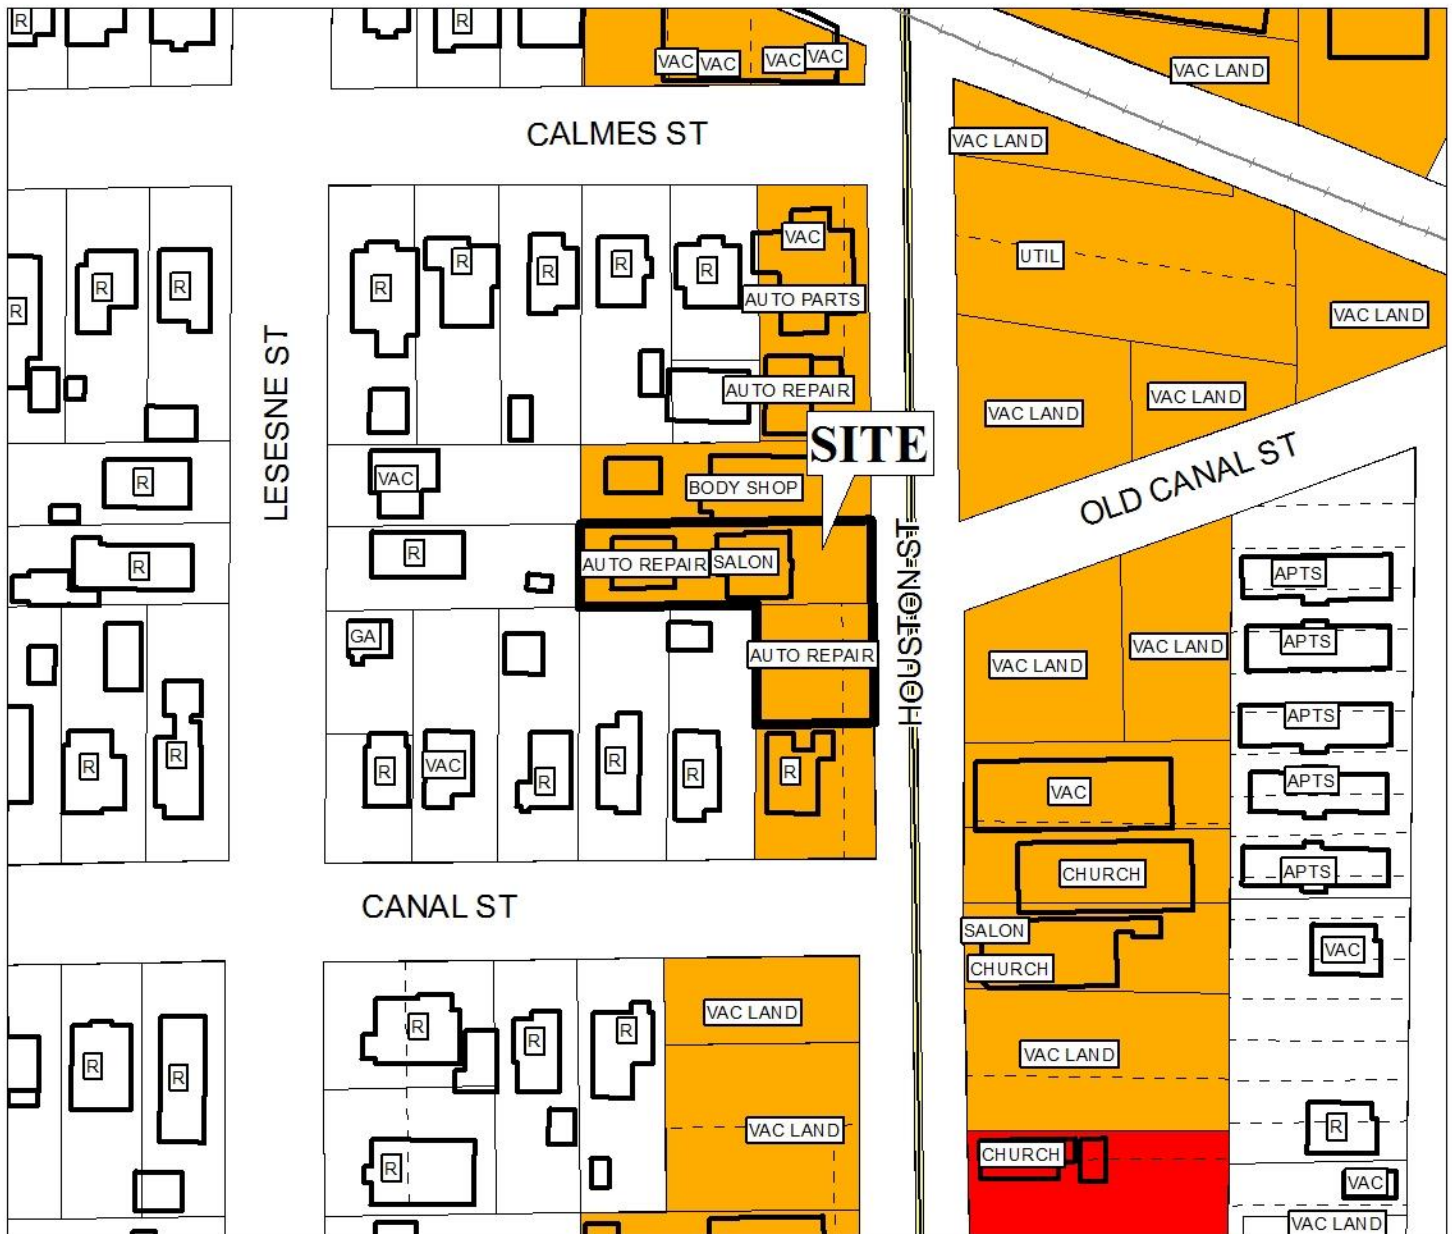 R
VAC
VAC
VAC
VAC
VAC LAND
CALMES ST
VAC LAND
VAC
R
R
R
R
R
R
R
R
UTIL
AUTO PARTS
VAC LAND
AUTO REPAIR
VAC LAND
VAC LAND
LESESNE ST
SITE
OLD CANAL ST
R
VAC
BODY SHOP
R
R
AUTO REPAIR
SALON
HOUSTON ST
APTS
GA
AUTO REPAIR
VAC LAND
VAC LAND
APTS
APTS
R
R
R
VAC
R
R
R
R
VAC
APTS
CHURCH
APTS
CANAL ST
SALON
CHURCH
VAC
VAC LAND
R
R
R
R
R
VAC LAND
VAC LAND
R
R
CHURCH
VAC
VAC LAND